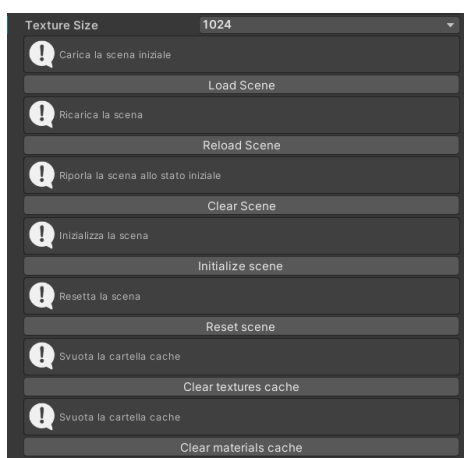 Texture Size 1024
Carica la scena iniziale
Load Scene
Ricarica la scena
Reload Scene
Riporla la scena allo stato iniziale
Clear Scene
Inizializza la scena
Initialize scene
Resetta la scena
Reset scene
Svuota la cartella cache
Clear textures cache
Svuota la cartella cache
Clear materials cache